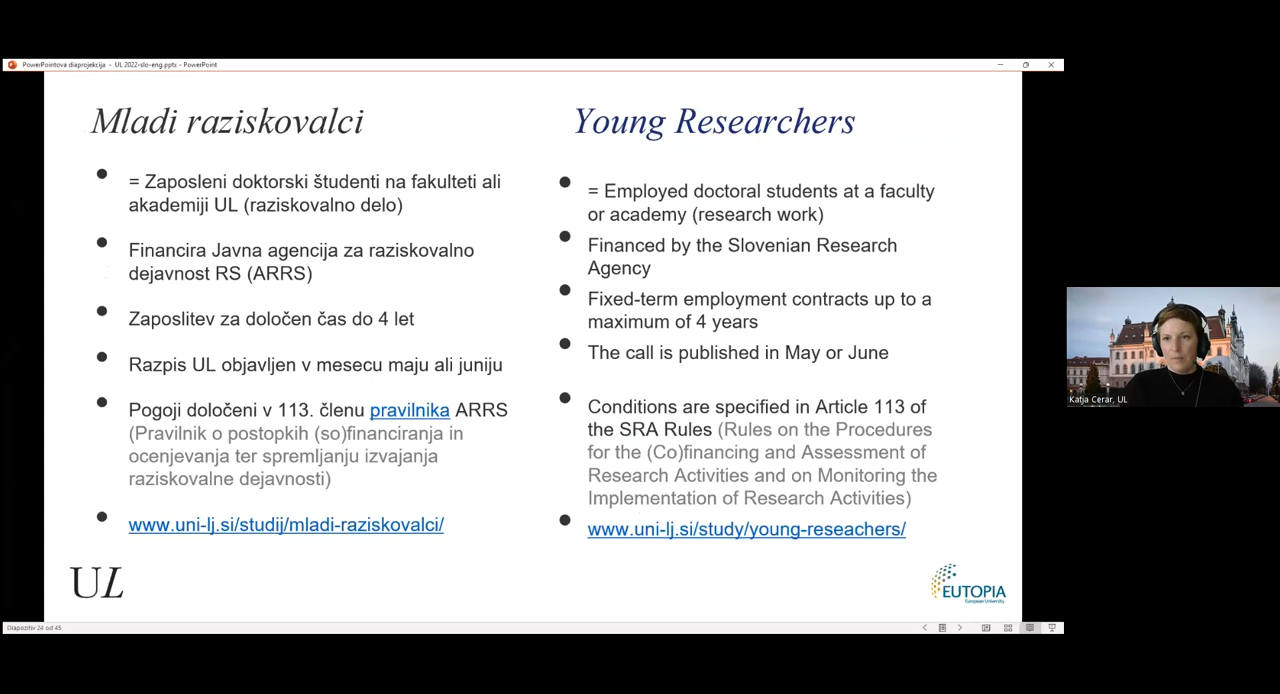 PowerPointova diaprojekcija - UL 2022-slo-eng.pptx - PowerPoint
Mladi raziskovalci
= Zaposleni doktorski študenti na fakulteti ali
akademiji UL (raziskovalno delo)
Financira Javna agencija za raziskovalno
dejavnost RS (ARRS)
Zaposlitev za določen čas do 4 let
Razpis UL objavljen v mesecu maju ali juniju
Pogoji določeni v 113. členu pravilnika ARRS
(Pravilnik o postopkih (so)financiranja in
ocenjevanja ter spremljanju izvajanja
raziskovalne dejavnosti)
www.uni-lj.si/studij/mladi-raziskovalci/
Young Researchers
= Employed doctoral students at a faculty
or academy (research work)
Financed by the Slovenian Research
Agency
Fixed-term employment contracts up to a
maximum of 4 years
The call is published in May or June
Conditions are specified in Article 113 of
the SRA Rules (Rules on the Procedures
for the (Co)financing and Assessment of
Research Activities and on Monitoring the
Implementation of Research Activities)
www.uni-lj.si/study/young-reseachers/
UL
EUTOPIA
European University
Diapozitiv 24 od 45
Katja Cerar, UL